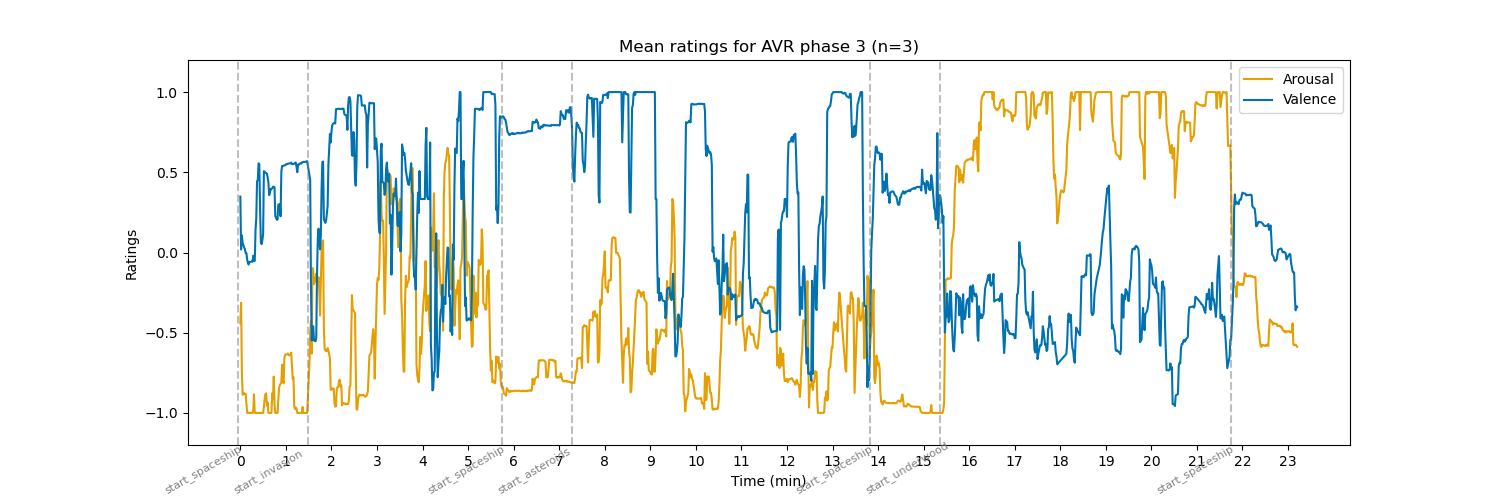 Mean ratings for AVR phase 3 (n=3)
Arousal
Valence
1.0
0.5
0.0
−0.5
−1.0
Ratings
0 1 2 3 4 5 6 7 8 9 10 11 12 13 14 15 16 17 18 19 20 21 22 23
start_spaceship start_invasion start_spaceship start_asteroids start_spaceship start_underwood start_spaceship
Time (min)